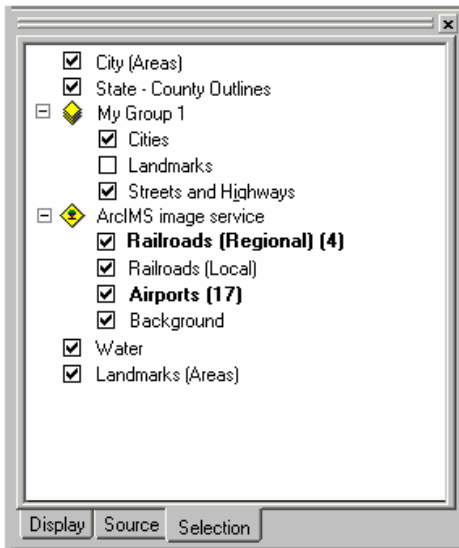 City (Areas)
State - County Outlines
My Group 1
Cities
Landmarks
Streets and Highways
ArcIMS image service
Railroads (Regional) (4)
Railroads (Local)
Airports (17)
Background
Water
Landmarks (Areas)
Display Source Selection